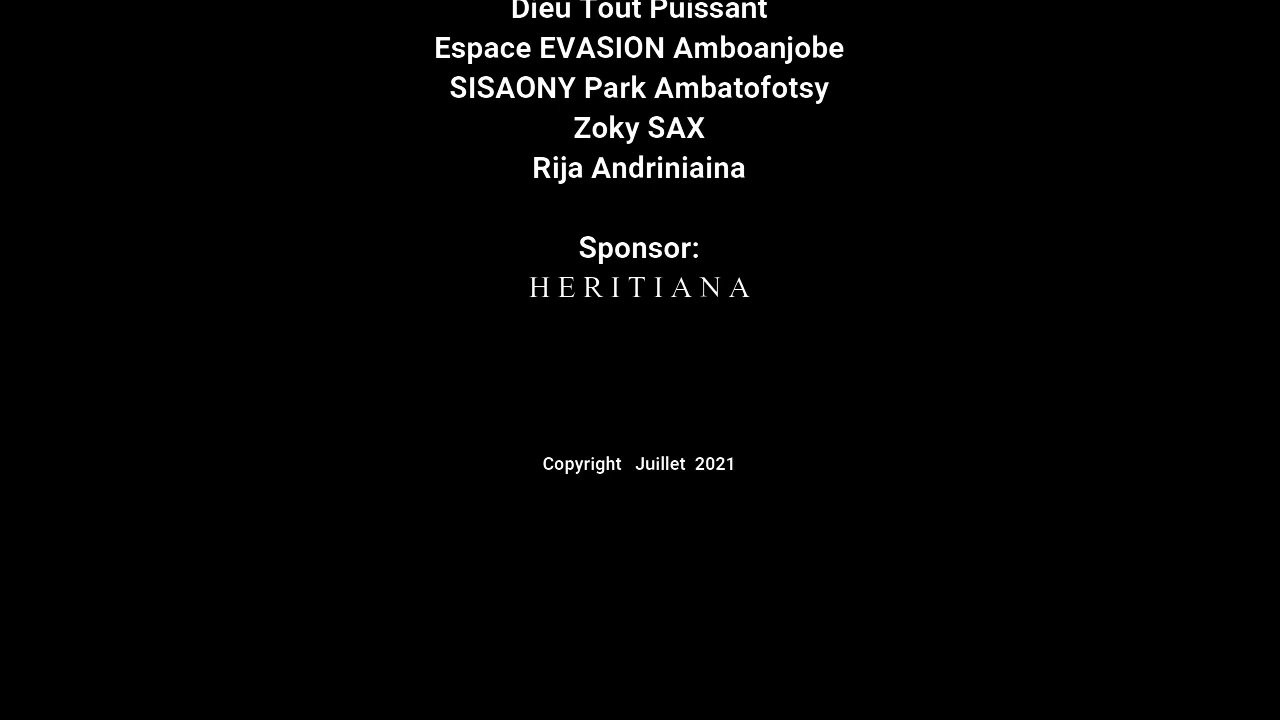 Dieu Tout Puissant
Espace EVASION Amboanjobe
SISAONY Park Ambatofotsy
Zoky SAX
Rija Andriniaina
Sponsor:
HERITIANA
Copyright Juillet 2021